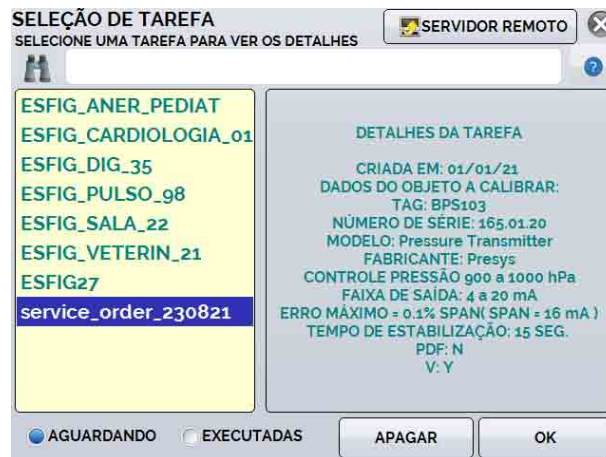 SELEÇÃO DE TAREFA
SELECIONE UMA TAREFA PARA VER OS DETALHES
SERVIDOR REMOTO
?
ESFIG_ANER_PEDIAT
ESFIG_CARDIOLOGIA_01
ESFIG_DIG_35
ESFIG_PULSO_98
ESFIG_SALA_22
ESFIG_VETERIN_21
ESFIG27
service_order_230821
DETALHES DA TAREFA
CRIADA EM: 01/01/21
DADOS DO OBJETO A CALIBRAR:
TAG: BPS103
NÚMERO DE SÉRIE: 165.01.20
MODELO: Pressure Transmitter
FABRICANTE: Presys
CONTROLE PRESSÃO 900 a 1000 hPa
FAIXA DE SAÍDA: 4 a 20 mA
ERRO MÁXIMO = 0.1% SPAN( SPAN = 16 mA )
TEMPO DE ESTABILIZAÇÃO: 15 SEG.
PDF: N
V: Y
AGUARDANDO
EXECUTADAS
APAGAR
OK